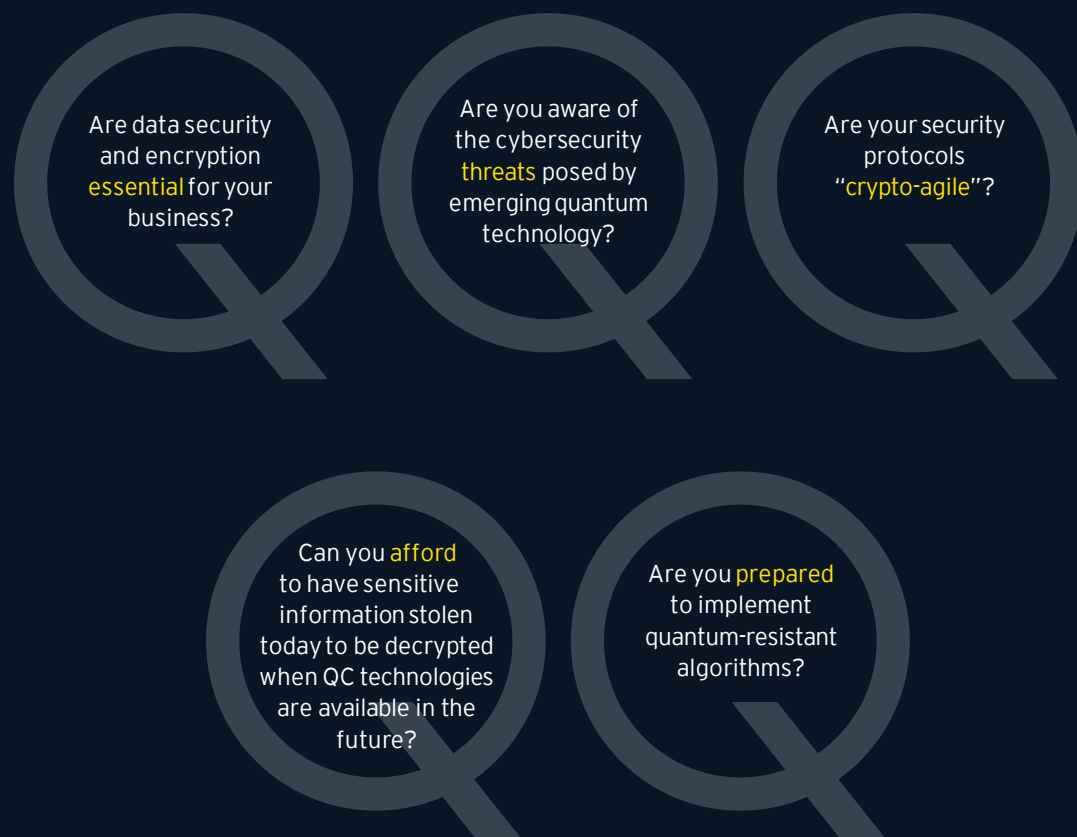 Are data security
and encryption
essential for your
business?
Are you aware of
the cybersecurity
threats posed by
emerging quantum
technology?
Are your security
protocols
“crypto-agile”?
Can you afford
to have sensitive
information stolen
today to be decrypted
when QC technologies
are available in the
future?
Are you prepared
to implement
quantum-resistant
algorithms?